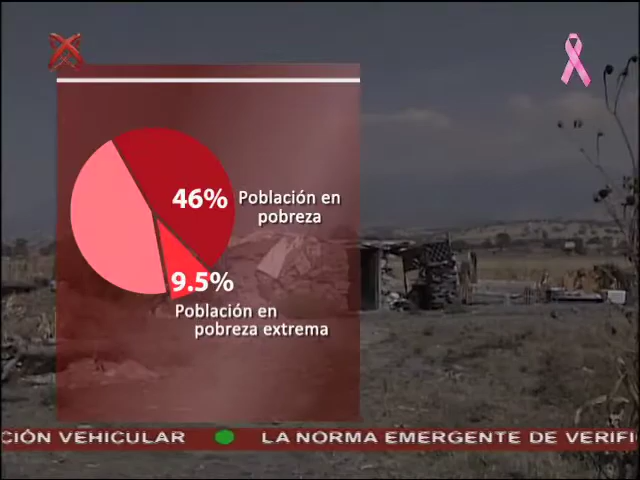 46%
Población en
pobreza
9.5%
Población en
pobreza extrema
CIÓN VEHICULAR
LA NORMA EMERGENTE DE VERIFI